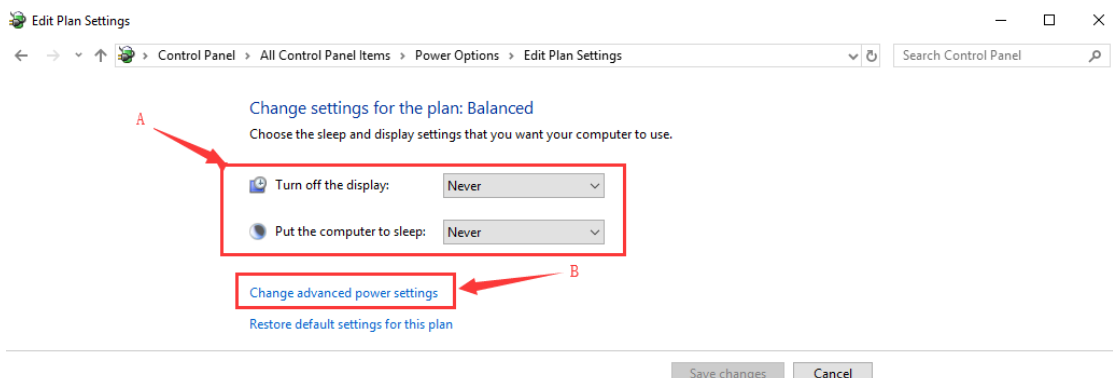 Edit Plan Settings
Control Panel > All Control Panel Items > Power Options > Edit Plan Settings
Search Control Panel
Change settings for the plan: Balanced
A
Choose the sleep and display settings that you want your computer to use.
Turn off the display: Never
Put the computer to sleep: Never
B
Change advanced power settings
Restore default settings for this plan
Save changes Cancel